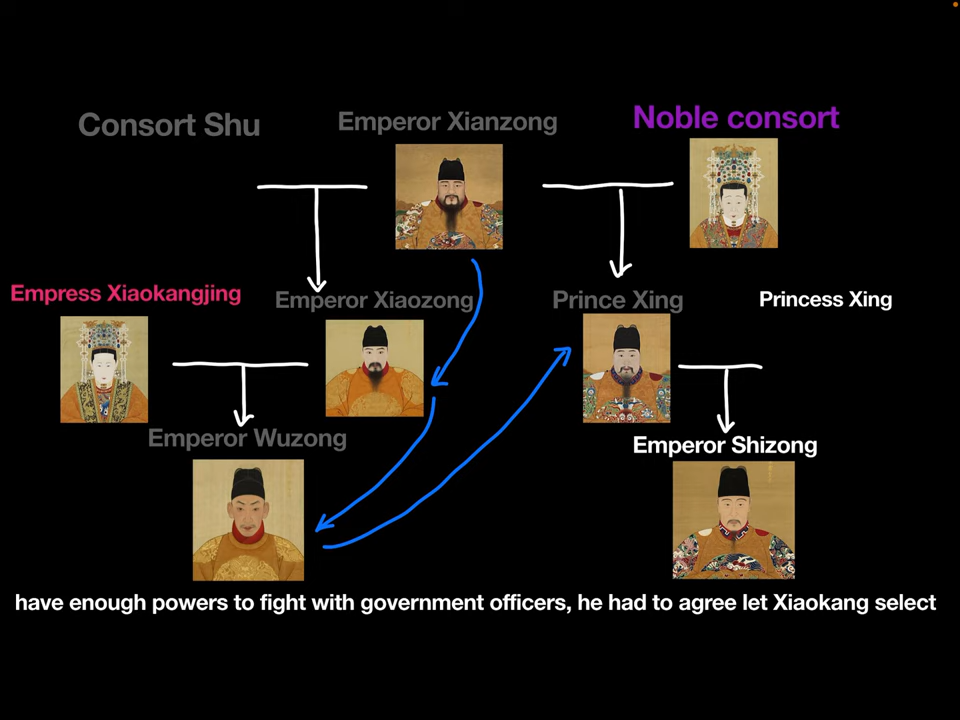 Consort Shu
Emperor Xianzong
Noble consort
Empress Xiaokangjing
Emperor Xiaozong
Prince Xing
Princess Xing
Emperor Wuzong
Emperor Shizong
have enough powers to fight with government officers, he had to agree let Xiaokang select